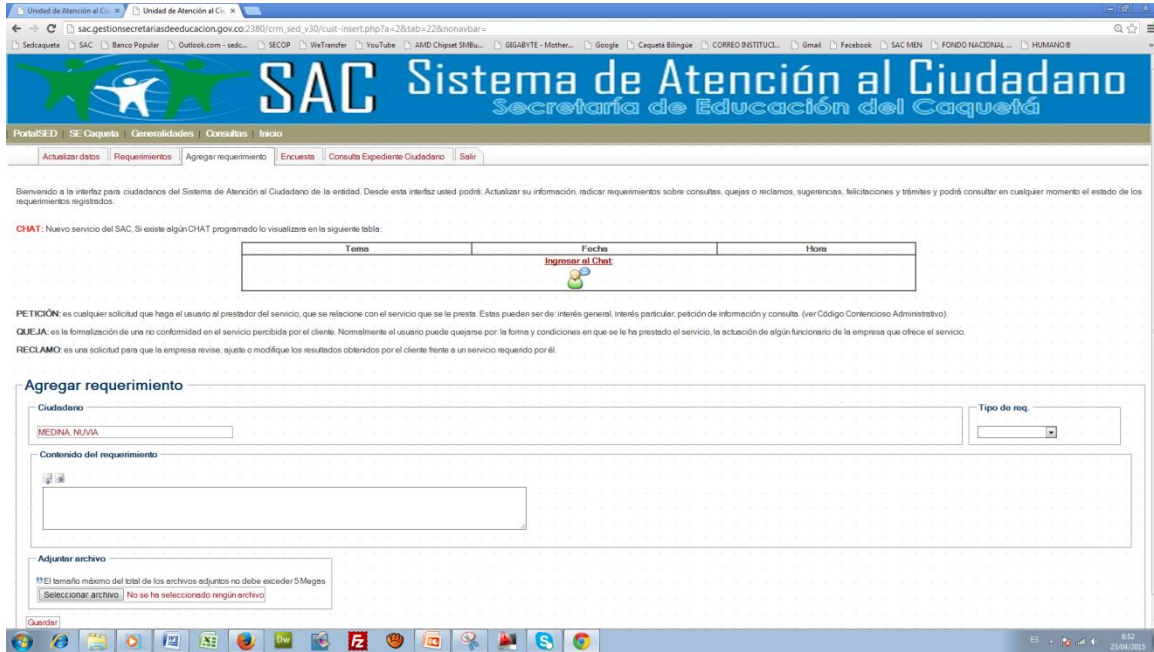 Unidad de Atención al Ci
Unidad de Atención al Ciu
sac.gestionsecretariasdeeducacion.gov.co:2380/crm_sed_v30/cust-insert.php?a=2&tab=22&nonavbar=
Sedcaqueta SAC Banco Popular Outlook.com - sedc... SECOP WeTransfer YouTube AMD Chipset SMBu... GIGABYTE - Mother... Google Caquetá Bilingüe CORREO INSTITUCI... Gmail Facebook SAC MEN FONDO NACIONAL ... HUMANO®
SAC Sistema de Atención al Ciudadano
Secretaría de Educación del Caquetá
PortalSED | SE Caqueta | Generalidades | Consultas | Inicio
Actualizar datos Requerimientos Agregar requerimiento Encuesta Consulta Expediente Ciudadano Salir
Bienvenido a la interfaz para ciudadanos del Sistema de Atención al Ciudadano de la entidad. Desde esta interfaz usted podrá: Actualizar su información, radicar requerimientos sobre consultas, quejas o reclamos, sugerencias, felicitaciones y trámites y podrá consultar en cualquier momento el estado de los
requerimientos registrados.
CHAT: Nuevo servicio del SAC, Si existe algún CHAT programado lo visualizara en la siguiente tabla:
Tema Fecha Hora
Ingresar al Chat:
PETICIÓN: es cualquier solicitud que haga el usuario al prestador del servicio, que se relacione con el servicio que se le presta. Estas pueden ser de: interés general, interés particular, petición de información y consulta. (ver Código Contencioso Administrativo).
QUEJA: es la formalización de una no conformidad en el servicio percibida por el cliente. Normalmente el usuario puede quejarse por: la forma y condiciones en que se le ha prestado el servicio, la actuación de algún funcionario de la empresa que ofrece el servicio.
RECLAMO: es una solicitud para que la empresa revise, ajuste o modifique los resultados obtenidos por el cliente frente a un servicio requerido por él.
Agregar requerimiento
Ciudadano
Tipo de req.
MEDINA, NUVIA
Contenido del requerimiento
Adjuntar archivo
El tamaño máximo del total de los archivos adjuntos no debe exceder 5 Megas
Seleccionar archivo No se ha seleccionado ningún archivo
Guardar
Dw
ES
8:52
23/04/2015